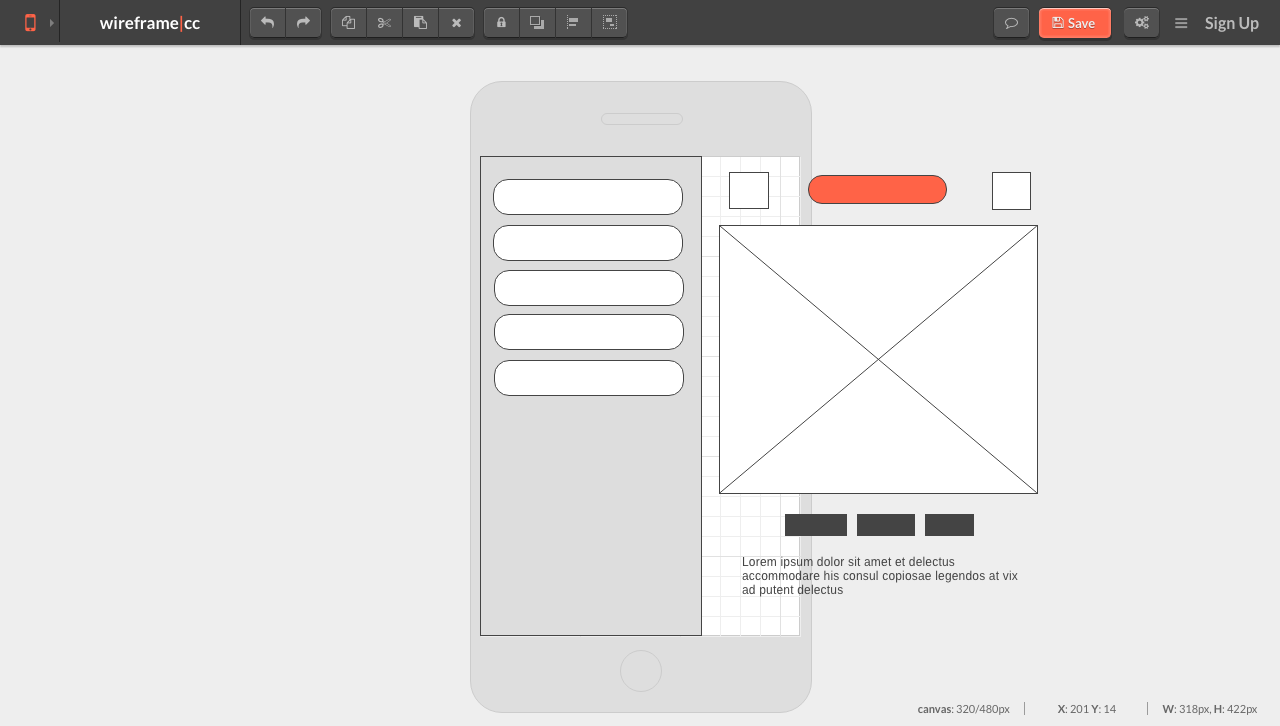 wireframe|cc
Save
Sign Up
Lorem ipsum dolor sit amet et delectus
accommodare his consul copiosae legendos at vix
ad putent delectus
canvas: 320/480px
X: 201 Y: 14
W: 318px, H: 422px